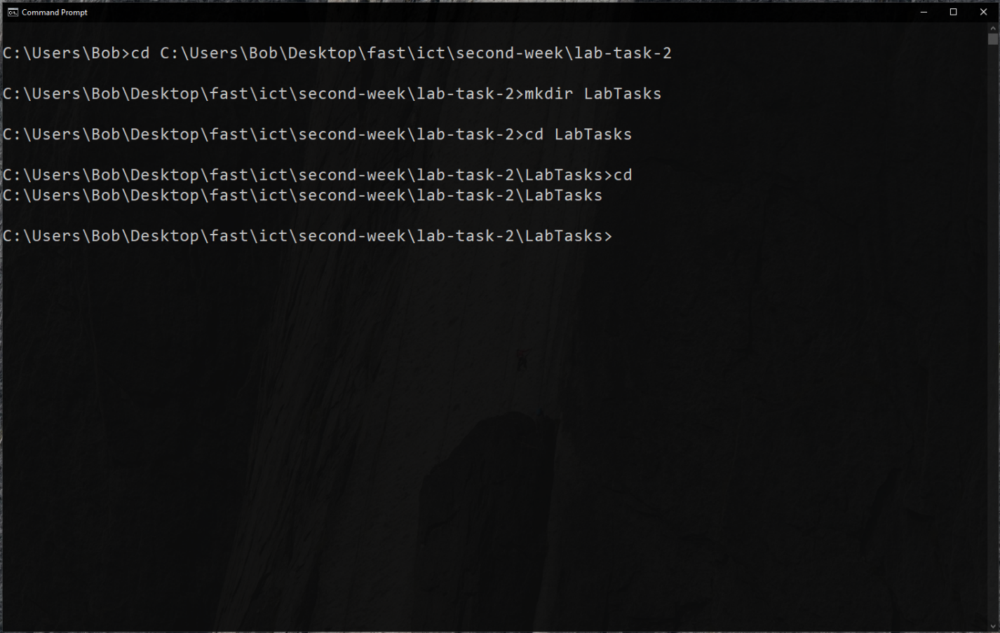 Command Prompt
C:\Users\Bob>cd C:\Users\Bob\Desktop\fast\ict\second-week\lab-task-2
C:\Users\Bob\Desktop\fast\ict\second-week\lab-task-2>mkdir LabTasks
C:\Users\Bob\Desktop\fast\ict\second-week\lab-task-2>cd LabTasks
C:\Users\Bob\Desktop\fast\ict\second-week\lab-task-2\LabTasks>cd
C:\Users\Bob\Desktop\fast\ict\second-week\lab-task-2\LabTasks
C:\Users\Bob\Desktop\fast\ict\second-week\lab-task-2\LabTasks>